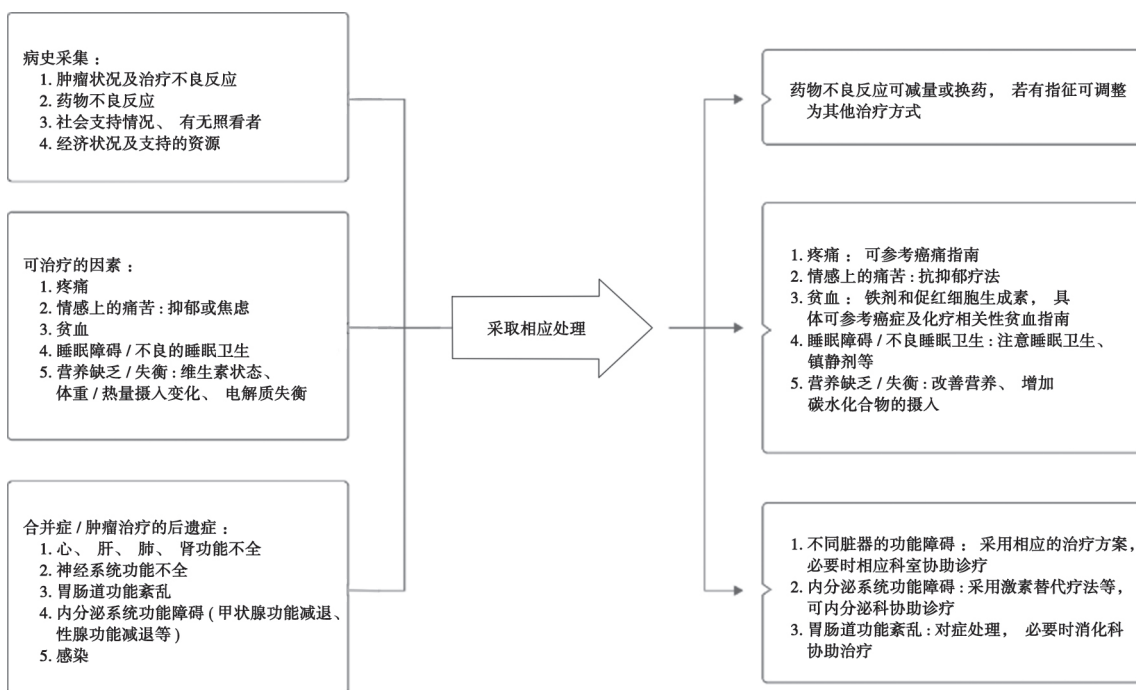 病史采集：
1. 肿瘤状况及治疗不良反应
2. 药物不良反应
3. 社会支持情况、 有无照看者
4. 经济状况及支持的资源
可治疗的因素：
1. 疼痛
2. 情感上的痛苦：抑郁或焦虑
3. 贫血
4. 睡眠障碍 / 不良的睡眠卫生
5. 营养缺乏 / 失衡：维生素状态、
体重 / 热量摄入变化、 电解质失衡
合并症 / 肿瘤治疗的后遗症：
1. 心、 肝、 肺、 肾功能不全
2. 神经系统功能不全
3. 胃肠道功能紊乱
4. 内分泌系统功能障碍 ( 甲状腺功能减退、
性腺功能减退等 )
5. 感染
采取相应处理
药物不良反应可减量或换药， 若有指征可调整
为其他治疗方式
1. 疼痛： 可参考癌痛指南
2. 情感上的痛苦：抗抑郁疗法
3. 贫血： 铁剂和促红细胞生成素， 具
体可参考癌症及化疗相关性贫血指南
4. 睡眠障碍 / 不良睡眠卫生：注意睡眠卫生、
镇静剂等
5. 营养缺乏 / 失衡：改善营养、 增加
碳水化合物的摄入
1. 不同脏器的功能障碍： 采用相应的治疗方案，
必要时相应科室协助诊疗
2. 内分泌系统功能障碍：采用激素替代疗法等，
可内分泌科协助诊疗
3. 胃肠道功能紊乱：对症处理， 必要时消化科
协助治疗